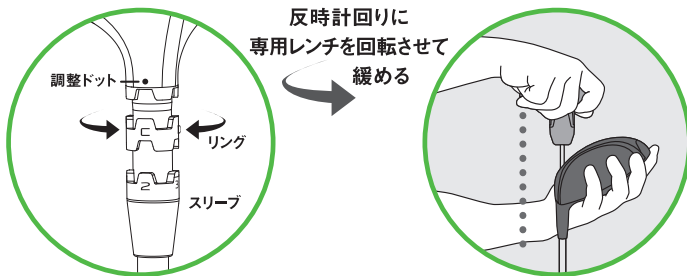 反時計回りに
専用レンチを回転させて
緩める
調整ドット
リング
スリーブ
2